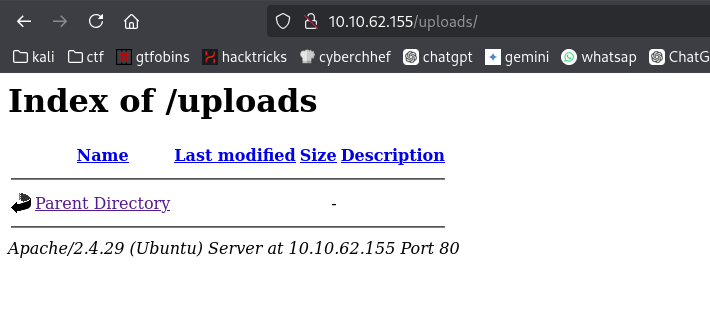 10.10.62.155/uploads/
kali ctf gtfobins hacktricks cyberchhef chatgpt gemini whatsap ChatG
Index of /uploads
Name Last modified Size Description
Parent Directory -
Apache/2.4.29 (Ubuntu) Server at 10.10.62.155 Port 80